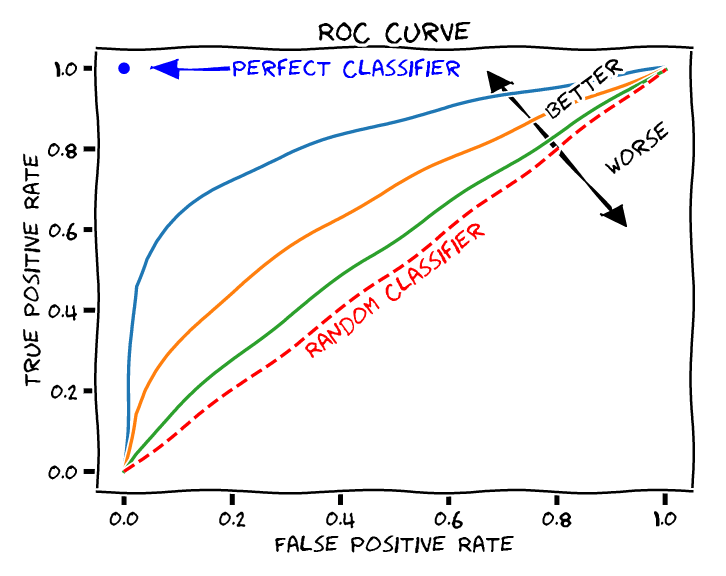 ROC CURVE
PERFECT CLASSIFIER
BETTER
WORSE
RANDOM CLASSIFIER
TRUE POSITIVE RATE
1.0
0.8
0.6
0.4
0.2
0.0
0.0 0.2 0.4 0.6 0.8 1.0
FALSE POSITIVE RATE